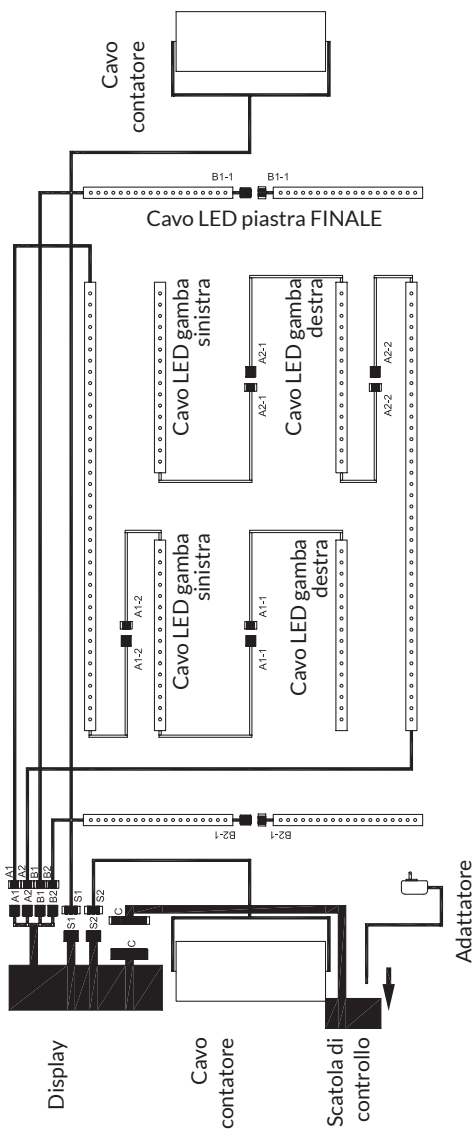 A1
A1
A2
A2
B1
B1
B2
B2
S1
S1
S2
S2
C
C
Display
Cavo
contatore
Scatola di
controllo
Adattatore
B2-1
B2-1
A1-2
A1-2
Cavo LED gamba
sinistra
A1-1
A1-1
Cavo LED gamba
destra
Cavo LED gamba
sinistra
A2-1
A2-1
Cavo LED gamba
destra
A2-2
A2-2
B1-1
B1-1
Cavo LED piastra FINALE
Cavo
contatore